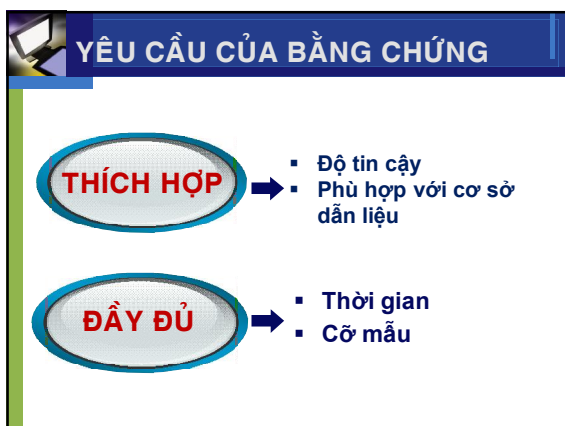 YÊU CẦU CỦA BẰNG CHỨNG
THÍCH HỢP
▪ Độ tin cậy
▪ Phù hợp với cơ sở
dẫn liệu
ĐẦY ĐỦ
▪ Thời gian
▪ Cỡ mẫu